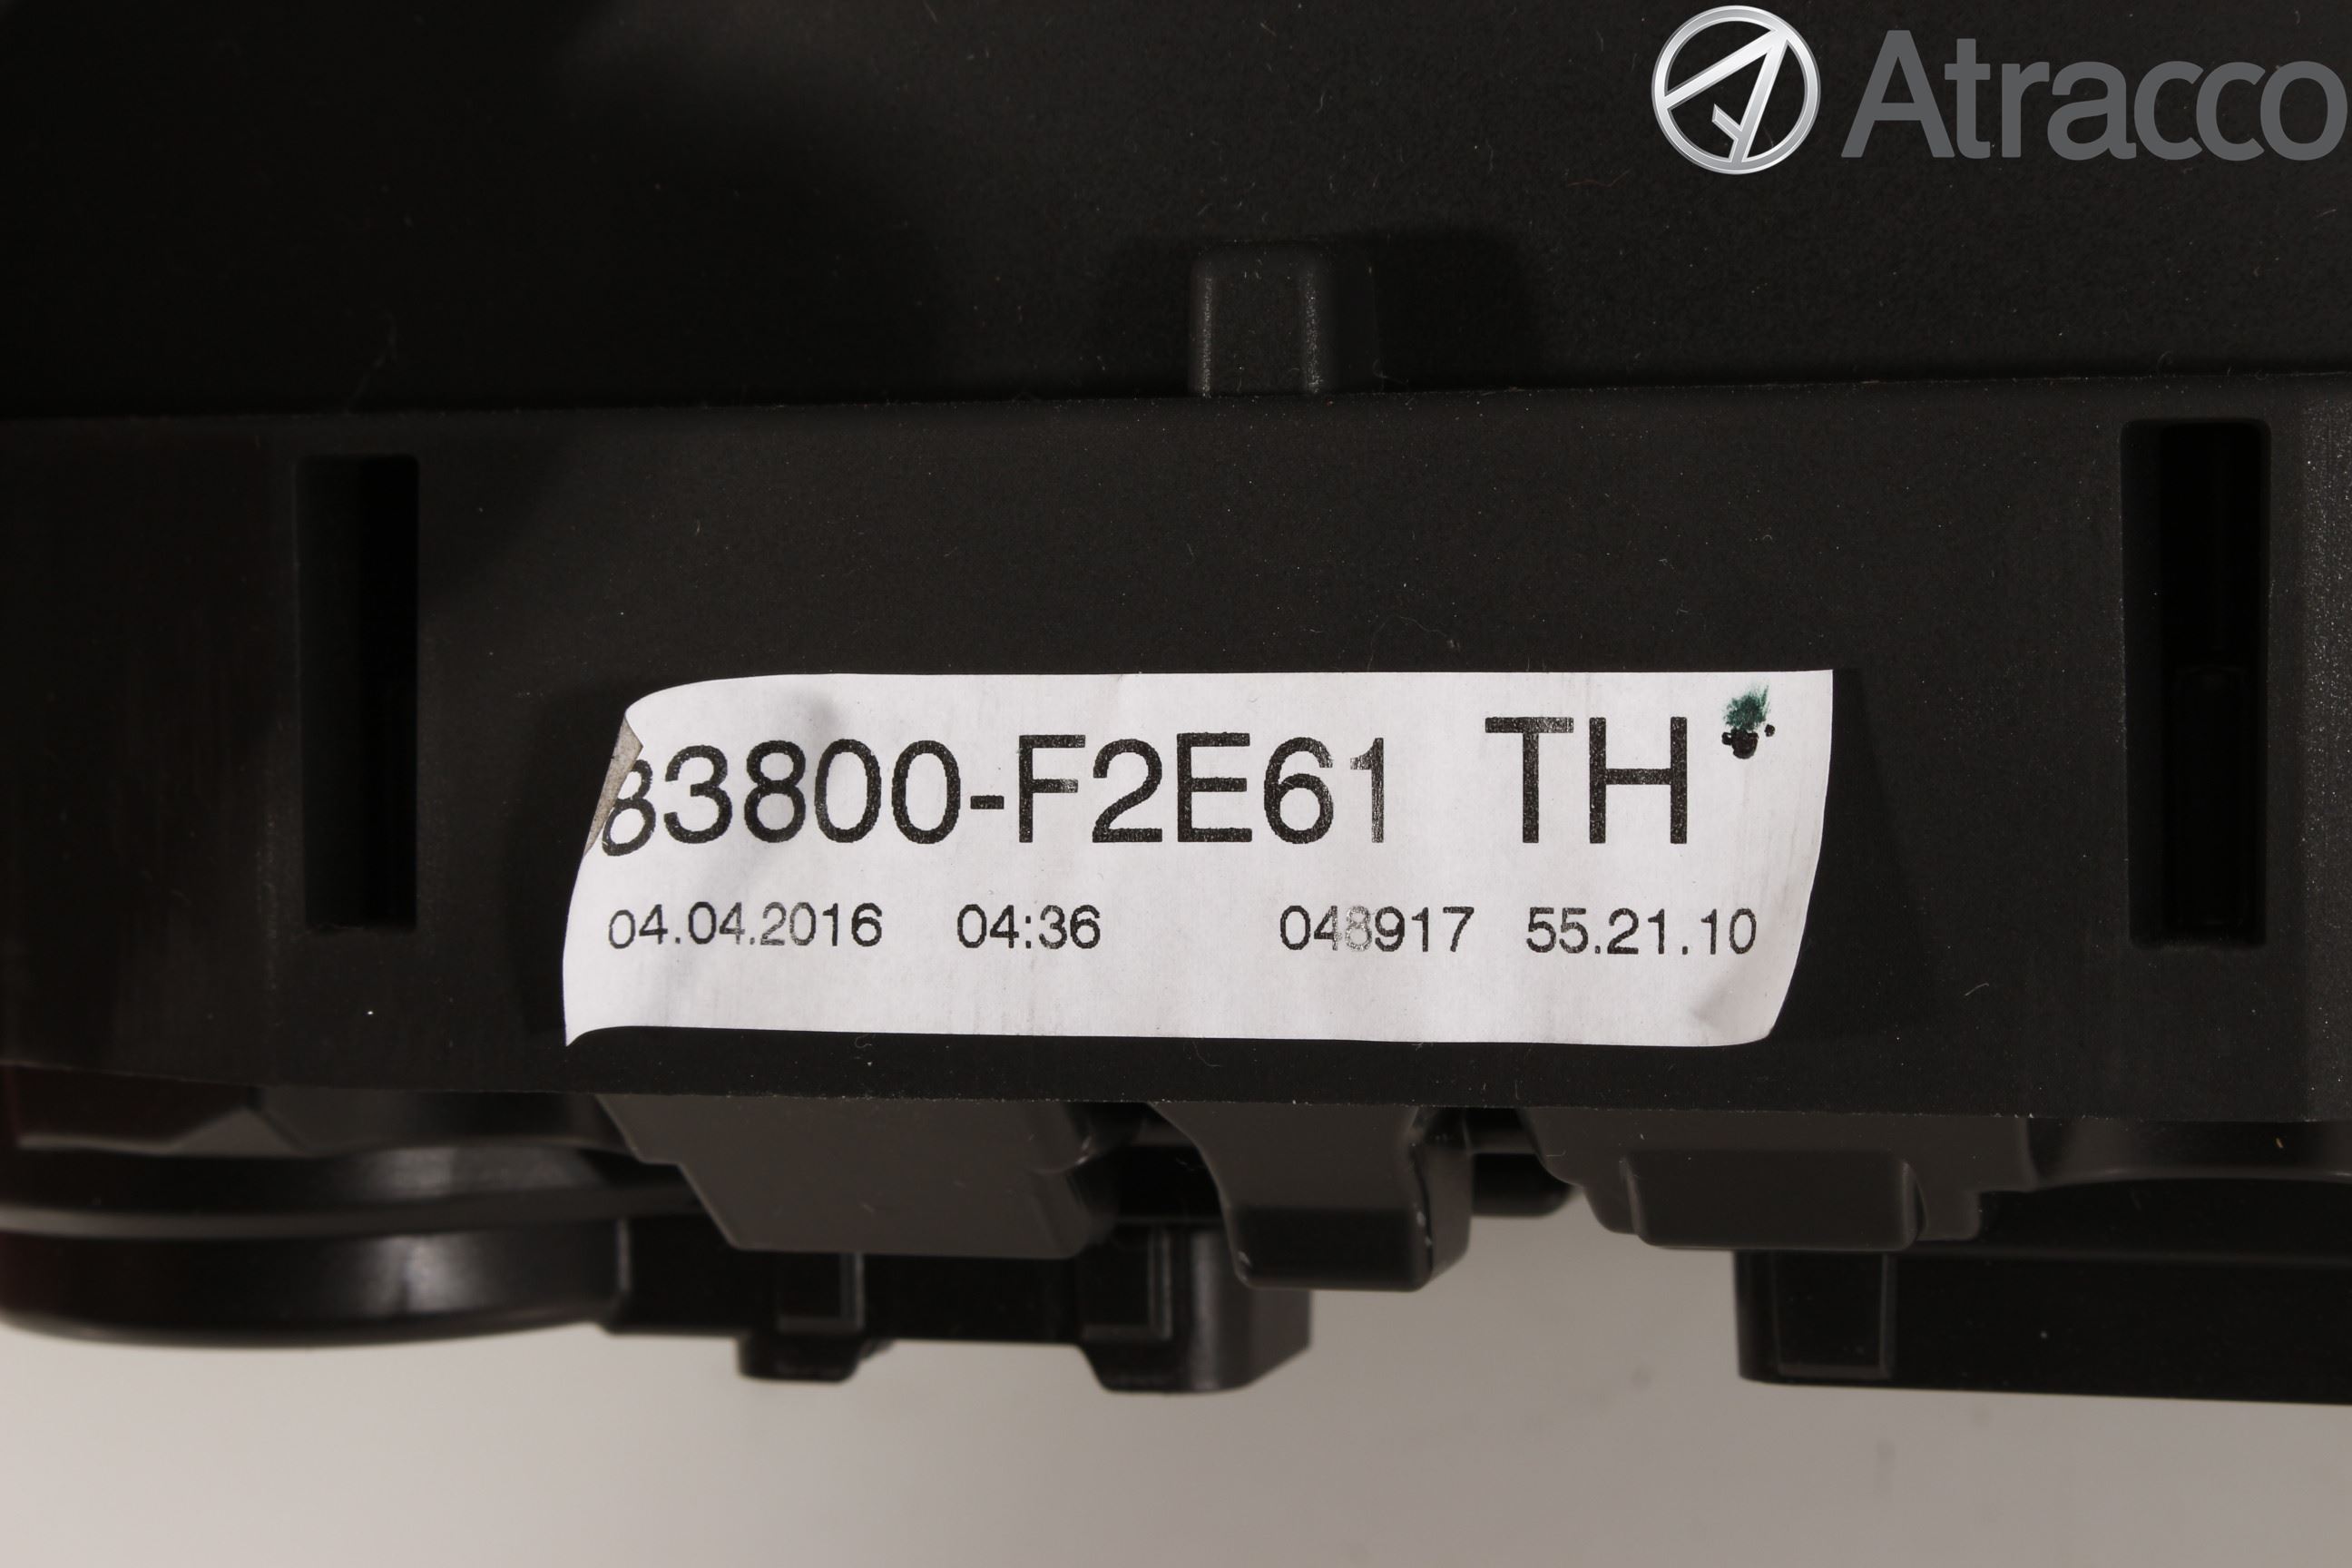 Atracco
83800-F2E61 TH
04.04.2016 04:36 048917 55.21.10